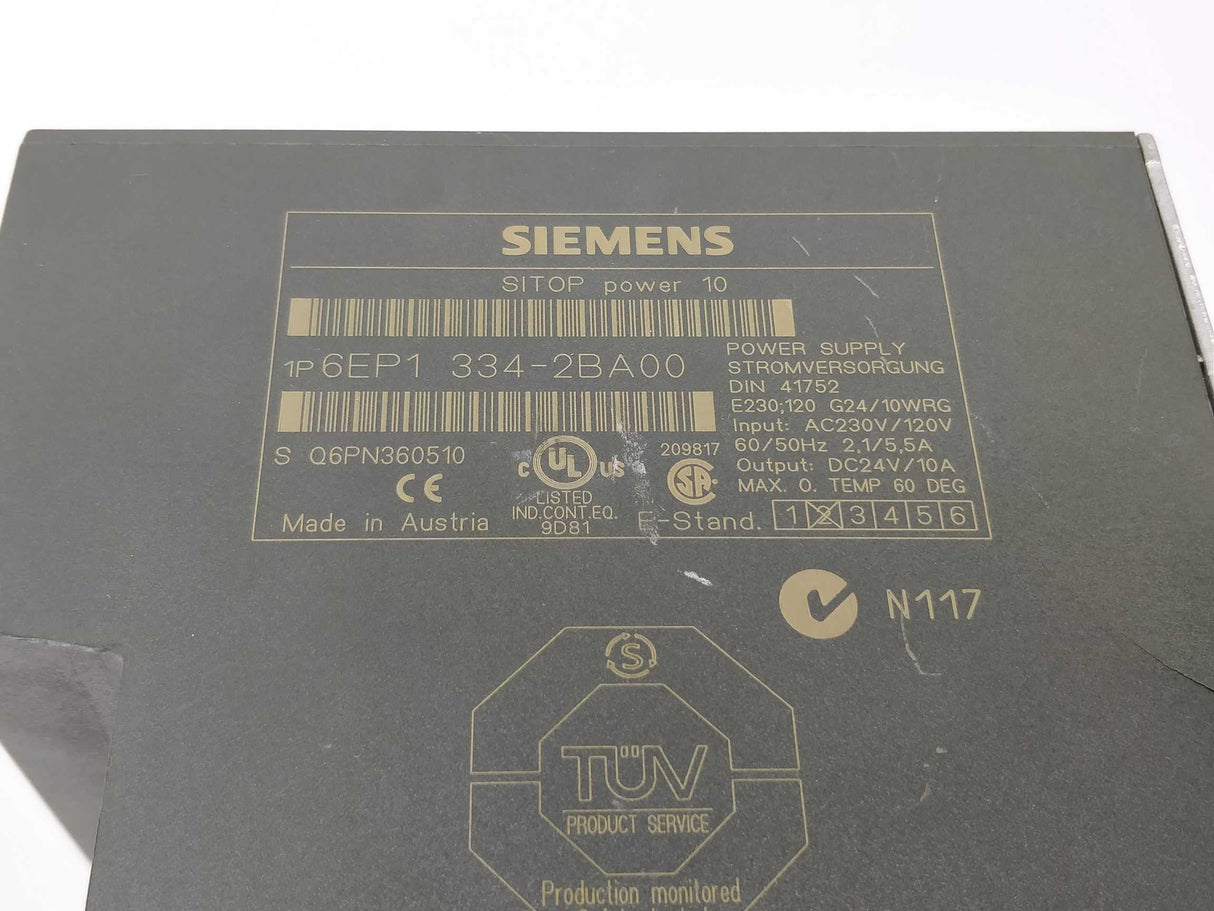 SIEMENS
SITOP power 10
1P 6EP1 334-2BA00
POWER SUPPLY
STROMVERSORGUNG
DIN 41752
E230;120 G24/10WRG
Input: AC230V/120V
60/50Hz 2,1/5,5A
Output: DC24V/10A
MAX. O. TEMP 60 DEG
S Q6PN360510
C UL US
LISTED
IND.CONT.EQ.
9D81
209817
SA
CE
Made in Austria
E-Stand. 1 2 3 4 5 6
N117
S
TÜV
PRODUCT SERVICE
Production monitored